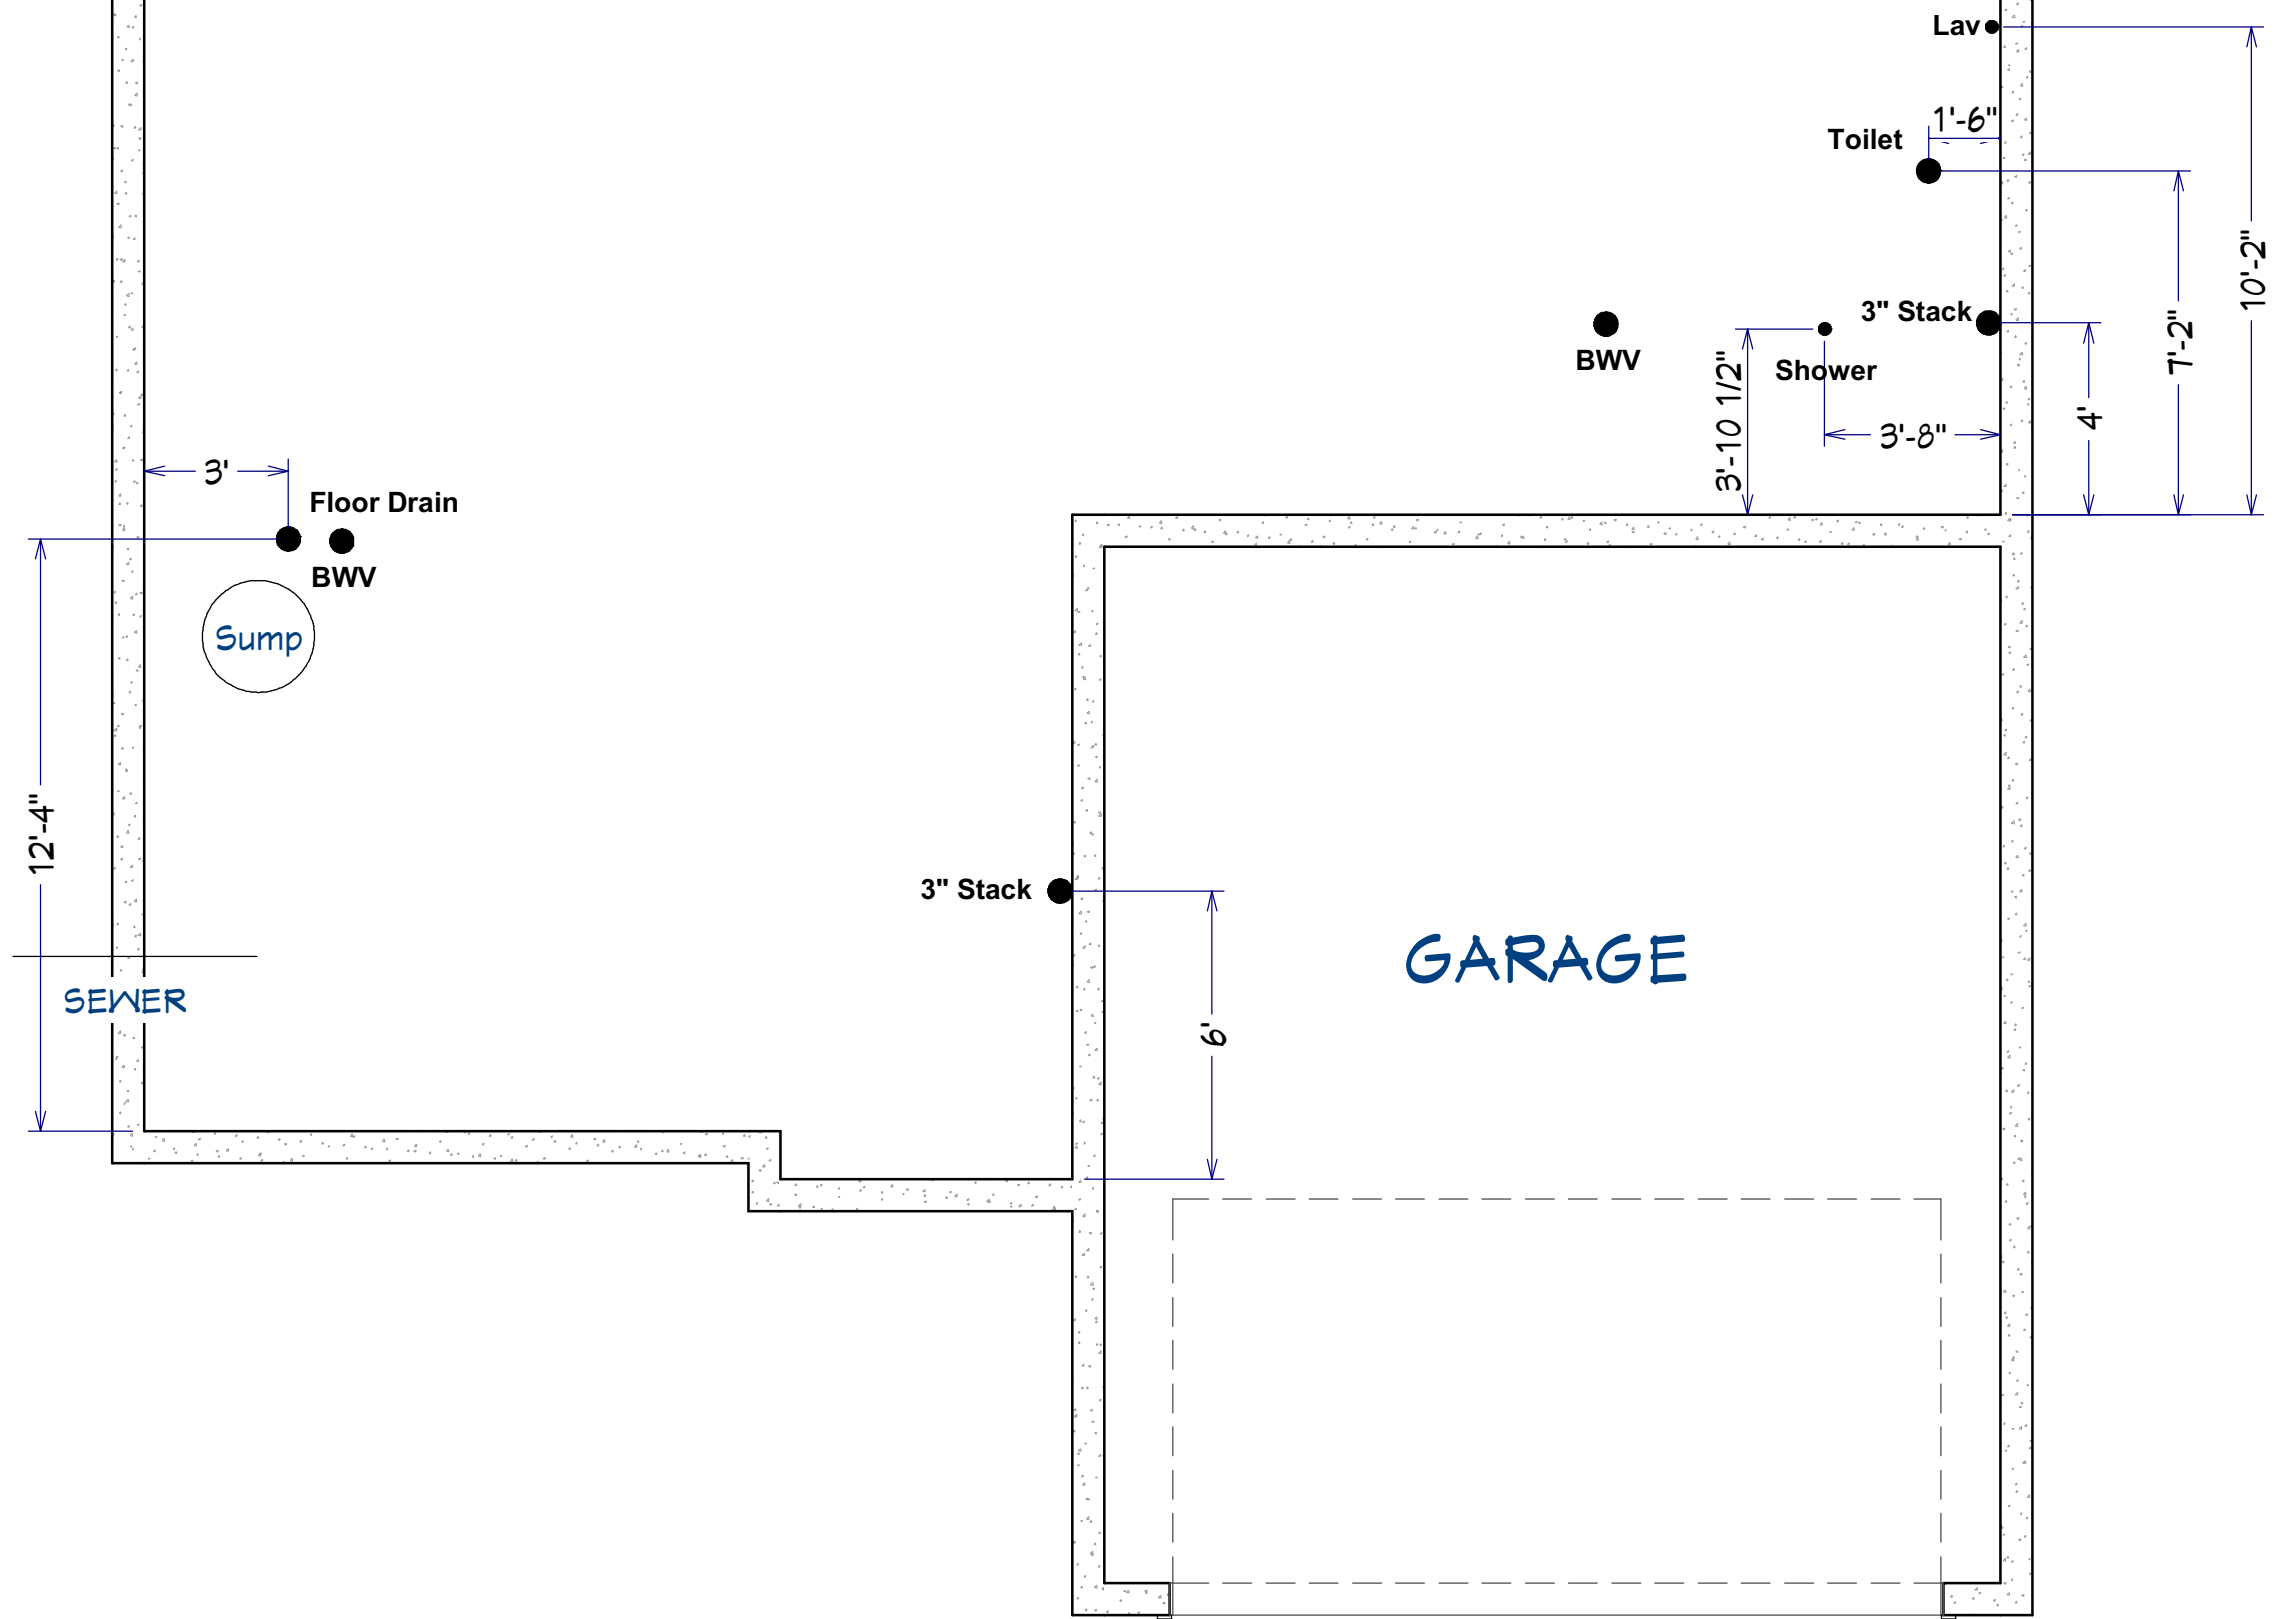 Lav
1'-6"
Toilet
10'-2"
3" Stack
7'-2"
BWV
Shower
3'-10 1/2"
4'
3'-8"
3'
Floor Drain
BWV
Sump
12'-4"
3" Stack
GARAGE
SEWER
6'